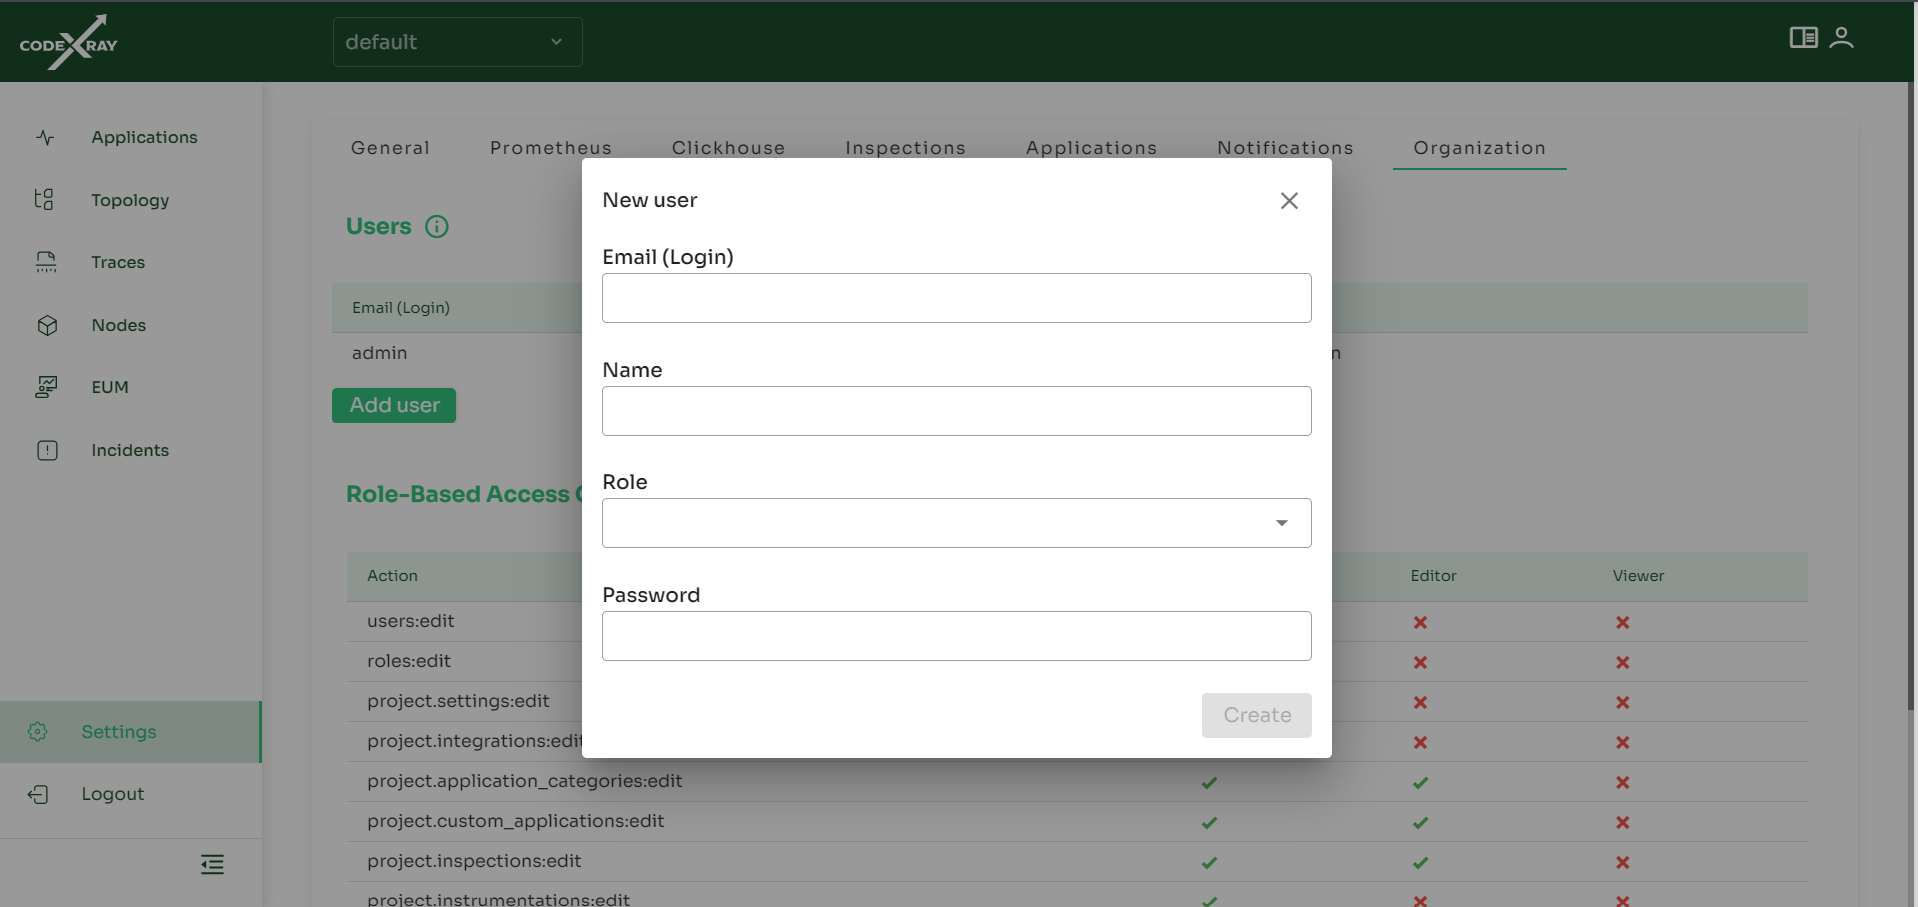 CODEXRAY
default
Applications
Topology
Traces
Nodes
EUM
Incidents
Settings
Logout
General Prometheus Clickhouse Inspections Applications Notifications Organization
Users
Email (Login)
admin
Add user
Role-Based Access
Action Editor Viewer
users:edit
roles:edit
project.settings:edit
project.integrations:edit
project.application_categories:edit
project.custom_applications:edit
project.inspections:edit
project.instrumentations:edit
New user
Email (Login)
Name
Role
Password
Create